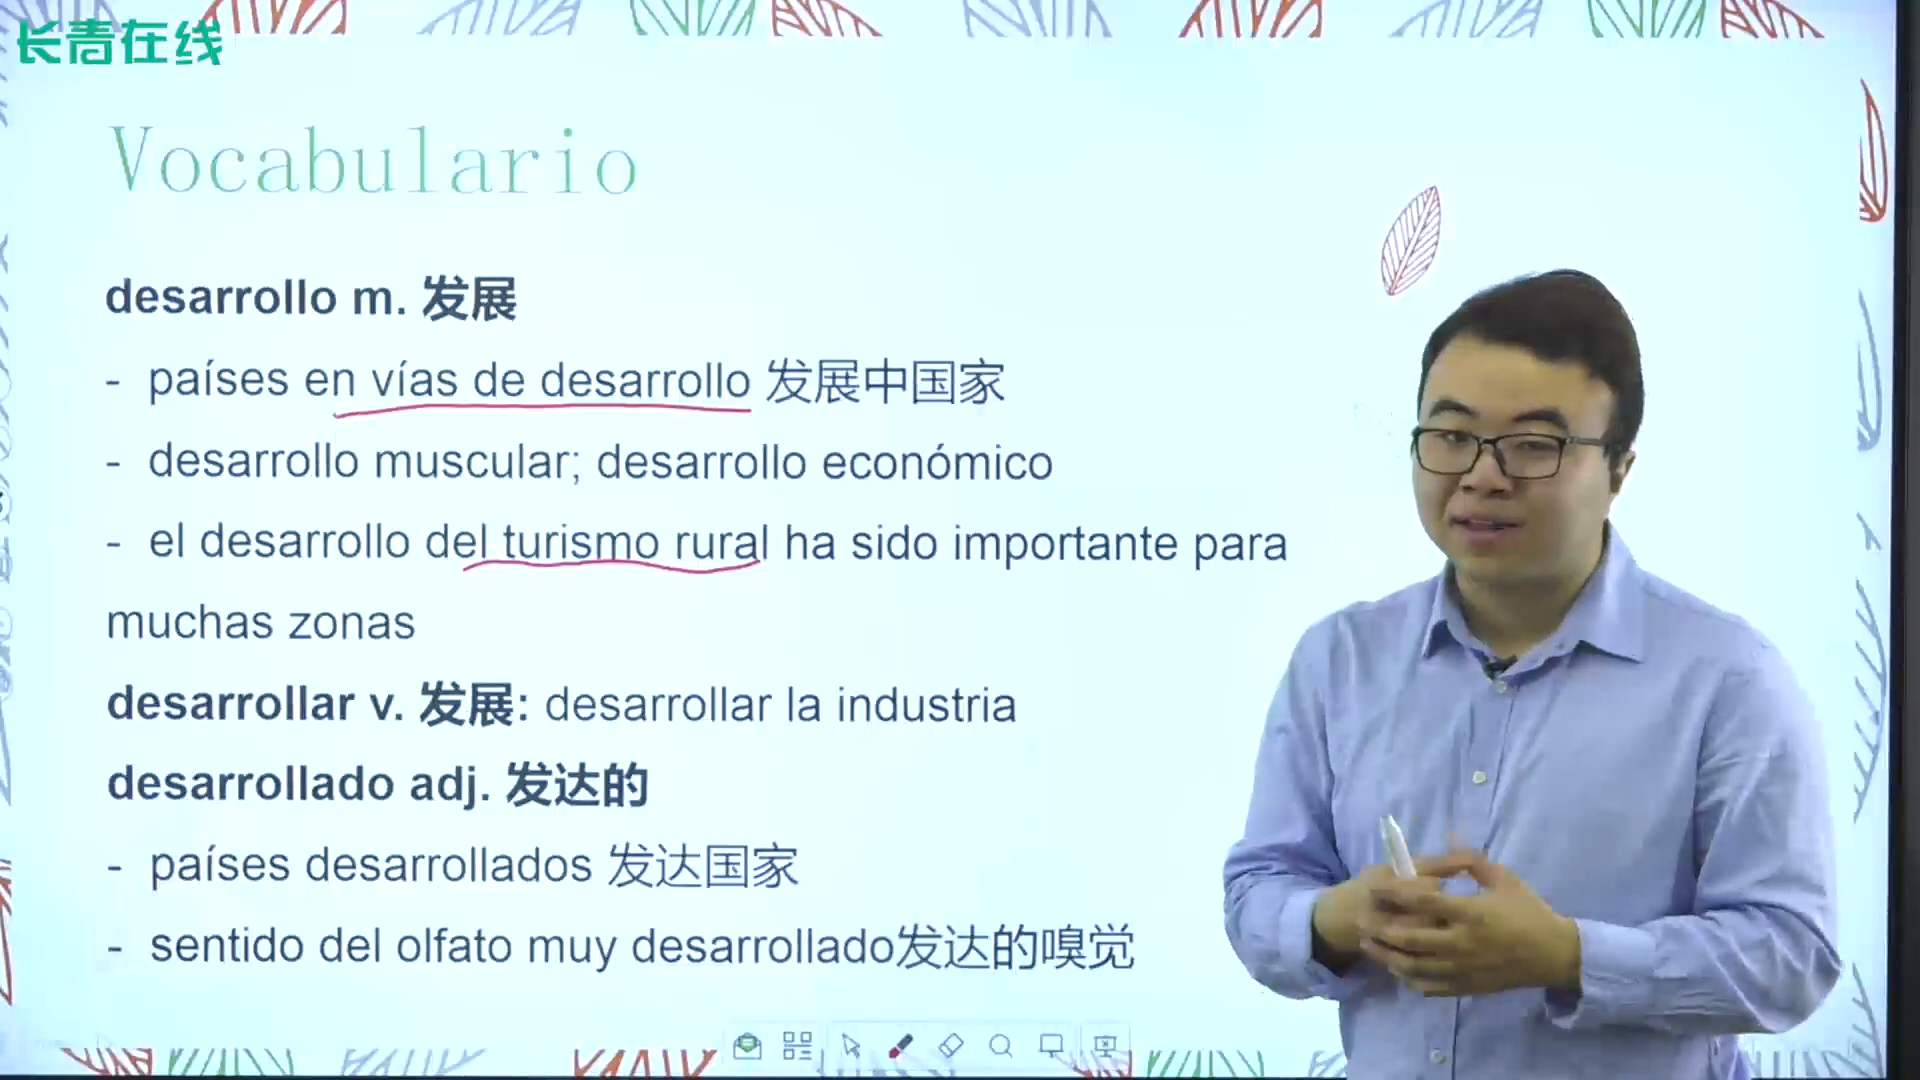 长青在线
Vocabulario
desarrollo m. 发展
- países en vías de desarrollo 发展中国家
- desarrollo muscular; desarrollo económico
- el desarrollo del turismo rural ha sido importante para
muchas zonas
desarrollar v. 发展: desarrollar la industria
desarrollado adj. 发达的
- países desarrollados 发达国家
- sentido del olfato muy desarrollado发达的嗅觉